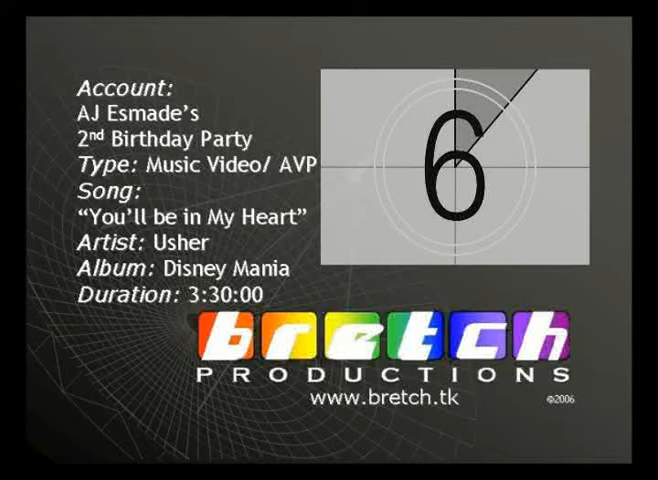 Account:
AJ Esmade's
2nd Birthday Party
Type: Music Video/ AVP
Song:
"You'll be in My Heart"
Artist: Usher
Album: Disney Mania
Duration: 3:30:00
6
bretch
PRODUCTIONS
www.bretch.tk
©2006